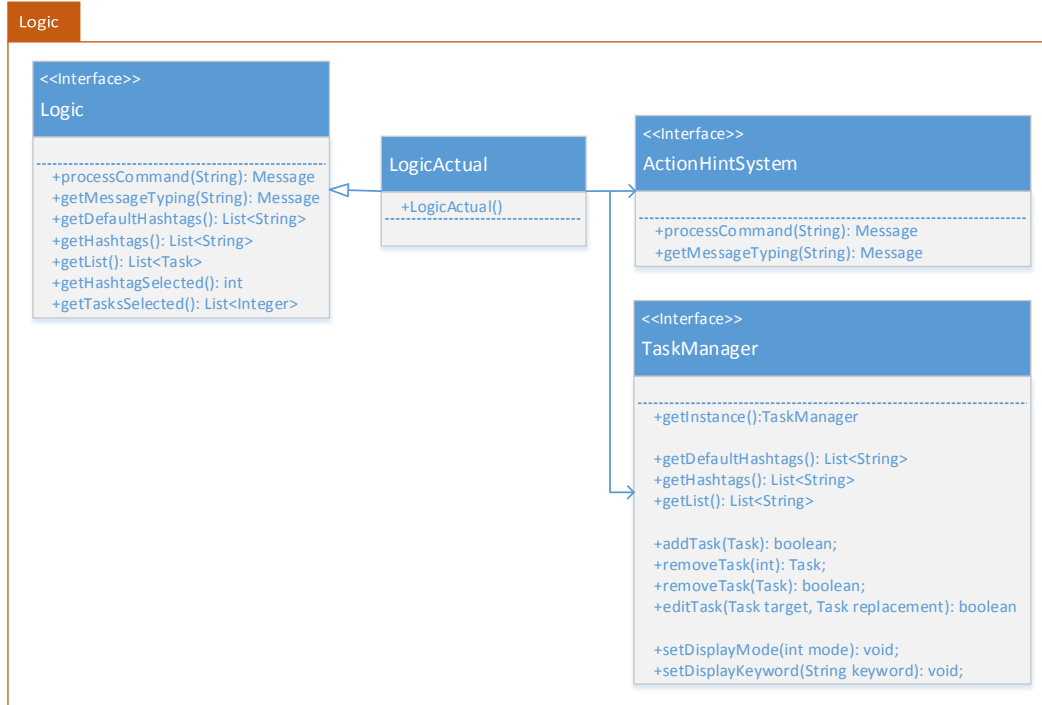 Logic
<<Interface>>
Logic
+processCommand(String): Message
+getMessageTyping(String): Message
+getDefaultHashtags(): List<String>
+getHashtags(): List<String>
+getList(): List<Task>
+getHashtagSelected(): int
+getTasksSelected(): List<Integer>
LogicActual
+LogicActual()
<<Interface>>
ActionHintSystem
+processCommand(String): Message
+getMessageTyping(String): Message
<<Interface>>
TaskManager
+getInstance():TaskManager
+getDefaultHashtags(): List<String>
+getHashtags(): List<String>
+getList(): List<String>
+addTask(Task): boolean;
+removeTask(int): Task;
+removeTask(Task): boolean;
+editTask(Task target, Task replacement): boolean
+setDisplayMode(int mode): void;
+setDisplayKeyword(String keyword): void;